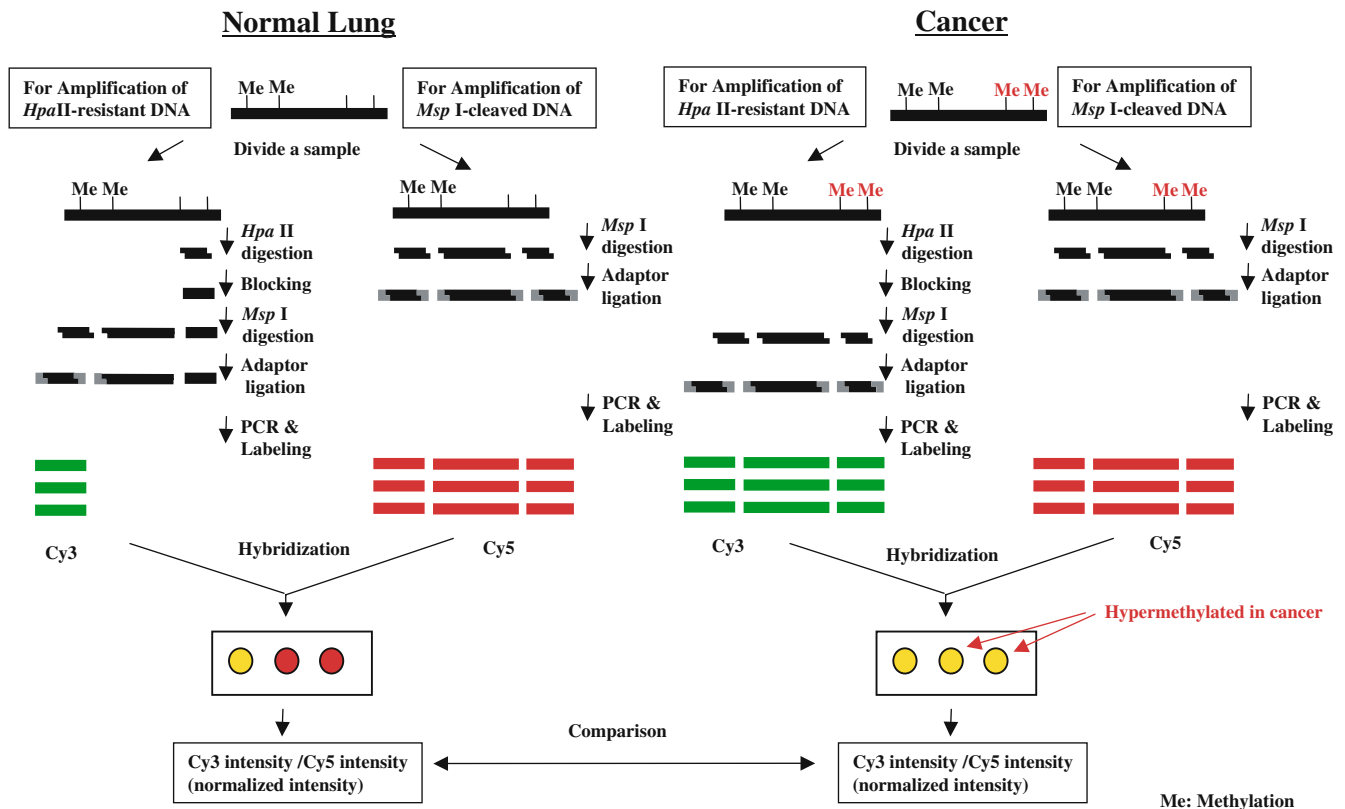 Normal Lung
For Amplification of
HpaII-resistant DNA
Me Me
For Amplification of
Msp I-cleaved DNA
Divide a sample
Me Me
Hpa II
digestion
Blocking
Msp I
digestion
Adaptor
ligation
PCR &
Labeling
Me Me
Msp I
digestion
Adaptor
ligation
PCR &
Labeling
Cy3
Hybridization
Cy5
Cy3 intensity /Cy5 intensity
(normalized intensity)
Comparison
Cancer
For Amplification of
Hpa II-resistant DNA
Me Me Me Me
For Amplification of
Msp I-cleaved DNA
Divide a sample
Me Me Me Me
Hpa II
digestion
Blocking
Msp I
digestion
Adaptor
ligation
PCR &
Labeling
Me Me Me Me
Msp I
digestion
Adaptor
ligation
PCR &
Labeling
Cy3
Hybridization
Cy5
Hypermethylated in cancer
Cy3 intensity /Cy5 intensity
(normalized intensity)
Me: Methylation